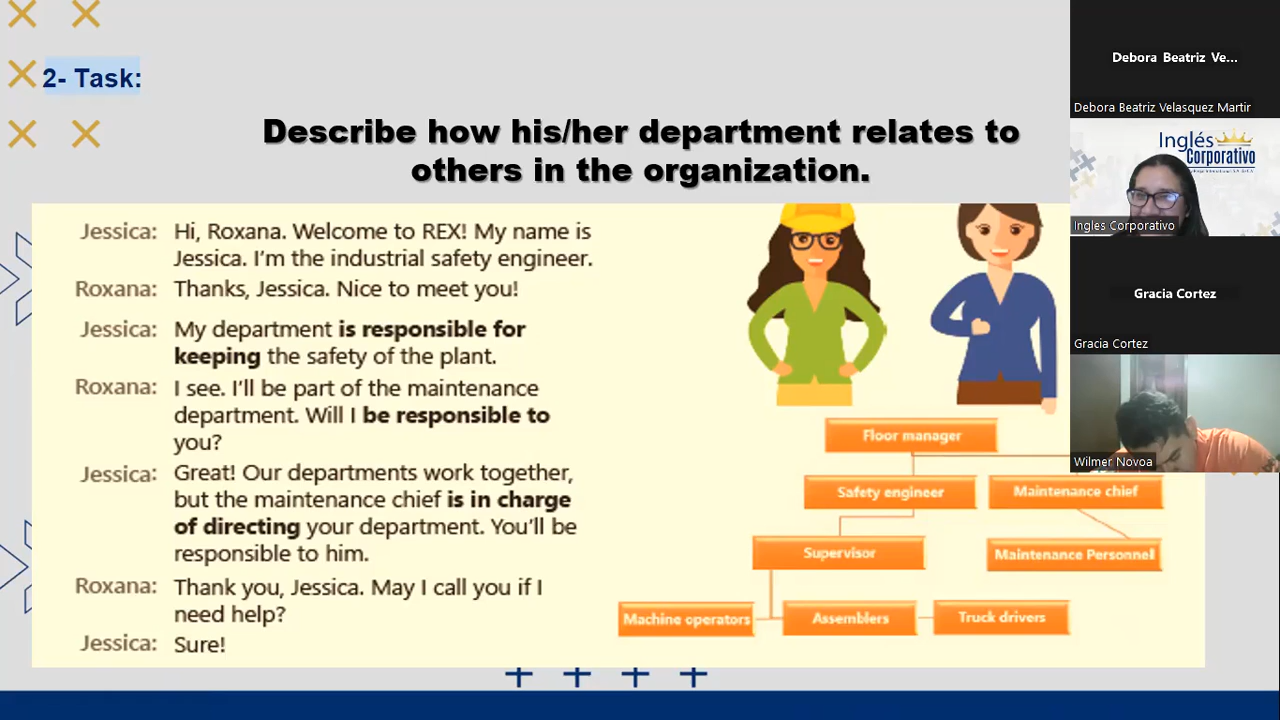 2- Task:
Describe how his/her department relates to
others in the organization.
Jessica: Hi, Roxana. Welcome to REX! My name is
Jessica. I'm the industrial safety engineer.
Roxana: Thanks, Jessica. Nice to meet you!
Jessica: My department is responsible for
keeping the safety of the plant.
Roxana: I see. I'll be part of the maintenance
department. Will I be responsible to
you?
Jessica: Great! Our departments work together,
but the maintenance chief is in charge
of directing your department. You'll be
responsible to him.
Roxana: Thank you, Jessica. May I call you if I
need help?
Jessica: Sure!
Floor manager
Safety engineer
Maintenance chief
Supervisor
Maintenance Personnel
Machine operators
Assemblers
Truck drivers
Debora Beatriz Ve...
Debora Beatriz Velasquez Martir
Inglés
Corporativo
Ingles Corporativo
Gracia Cortez
Gracia Cortez
Wilmer Novoa